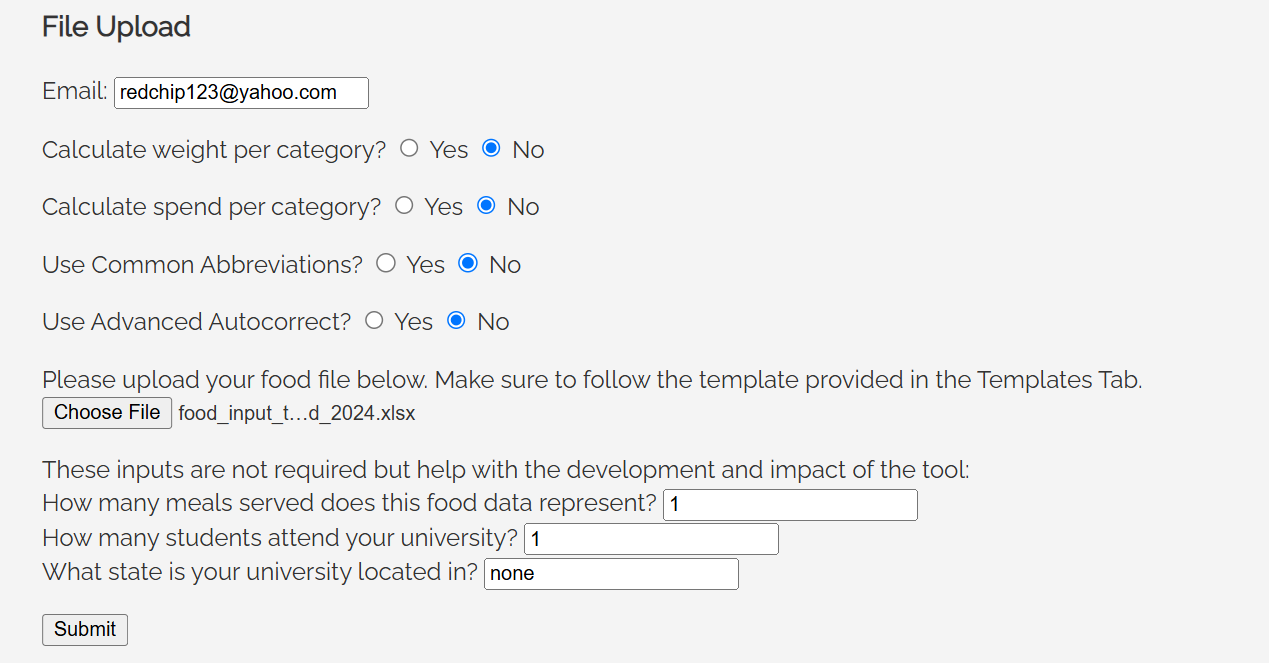 File Upload
Email: redchip123@yahoo.com
Calculate weight per category? Yes No
Calculate spend per category? Yes No
Use Common Abbreviations? Yes No
Use Advanced Autocorrect? Yes No
Please upload your food file below. Make sure to follow the template provided in the Templates Tab.
Choose File food_input_t...d_2024.xlsx
These inputs are not required but help with the development and impact of the tool:
How many meals served does this food data represent? 1
How many students attend your university? 1
What state is your university located in? none
Submit